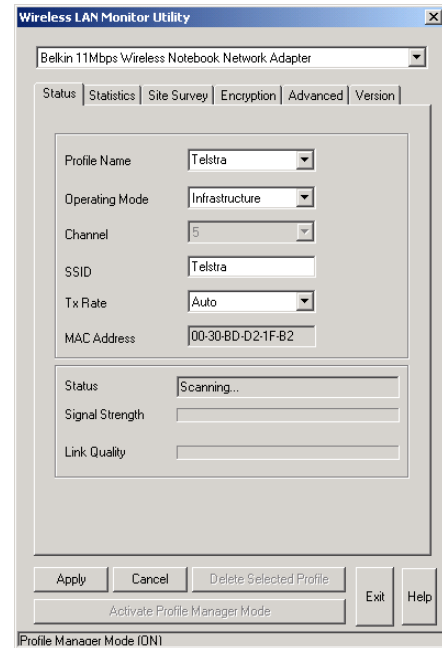 Wireless LAN Monitor Utility
Belkin 11Mbps Wireless Notebook Network Adapter
Status Statistics Site Survey Encryption Advanced Version
Profile Name Telstra
Operating Mode Infrastructure
Channel 5
SSID Telstra
Tx Rate Auto
MAC Address 00-30-BD-D2-1F-B2
Status Scanning...
Signal Strength
Link Quality
Apply Cancel Delete Selected Profile
Exit Help
Activate Profile Manager Mode
Profile Manager Mode (ON)